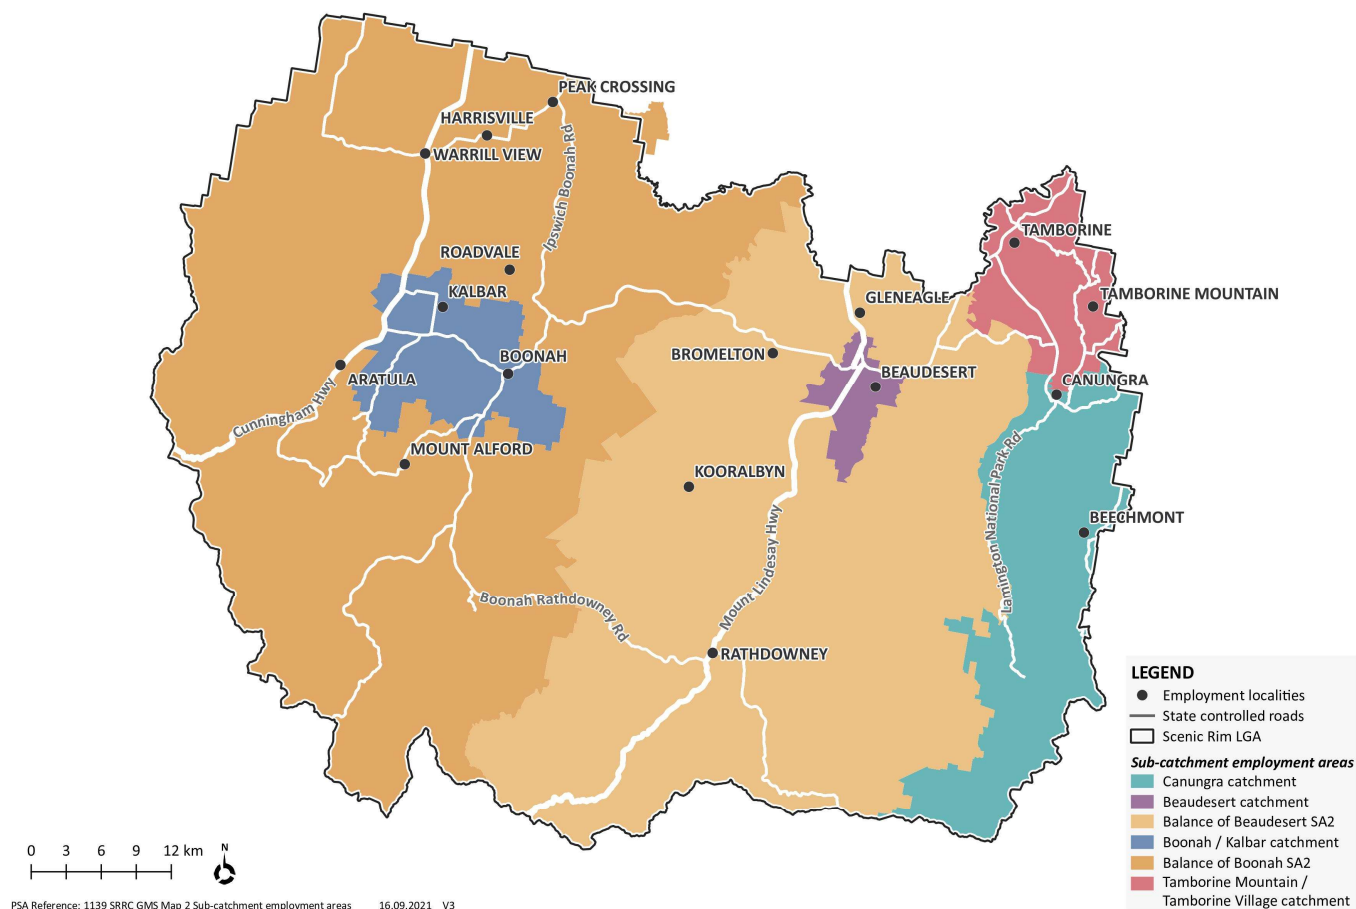 PEAK CROSSING
HARRISVILLE
WARRILL VIEW
Ipswich Boonah Rd
TAMBORINE
ROADVALE
KALBAR
GLENEAGLE
TAMBORINE MOUNTAIN
BOONAH
BROMELTON
ARATULA
BEAUDESERT
CANUNGRA
Cunningham Hwy
MOUNT ALFORD
KOORALBYN
Lamington National Park Rd
BEECHMONT
Mount Lindesay Hwy
Boonah Rathdowney Rd
RATHDOWNEY
LEGEND
Employment localities
State controlled roads
Scenic Rim LGA
Sub-catchment employment areas
Canungra catchment
Beaudesert catchment
Balance of Beaudesert SA2
Boonah / Kalbar catchment
Balance of Boonah SA2
Tamborine Mountain /
Tamborine Village catchment
0 3 6 9 12 km
N
PSA Reference: 1139 SRRC GMS Map 2 Sub-catchment employment areas 16.09.2021 V3